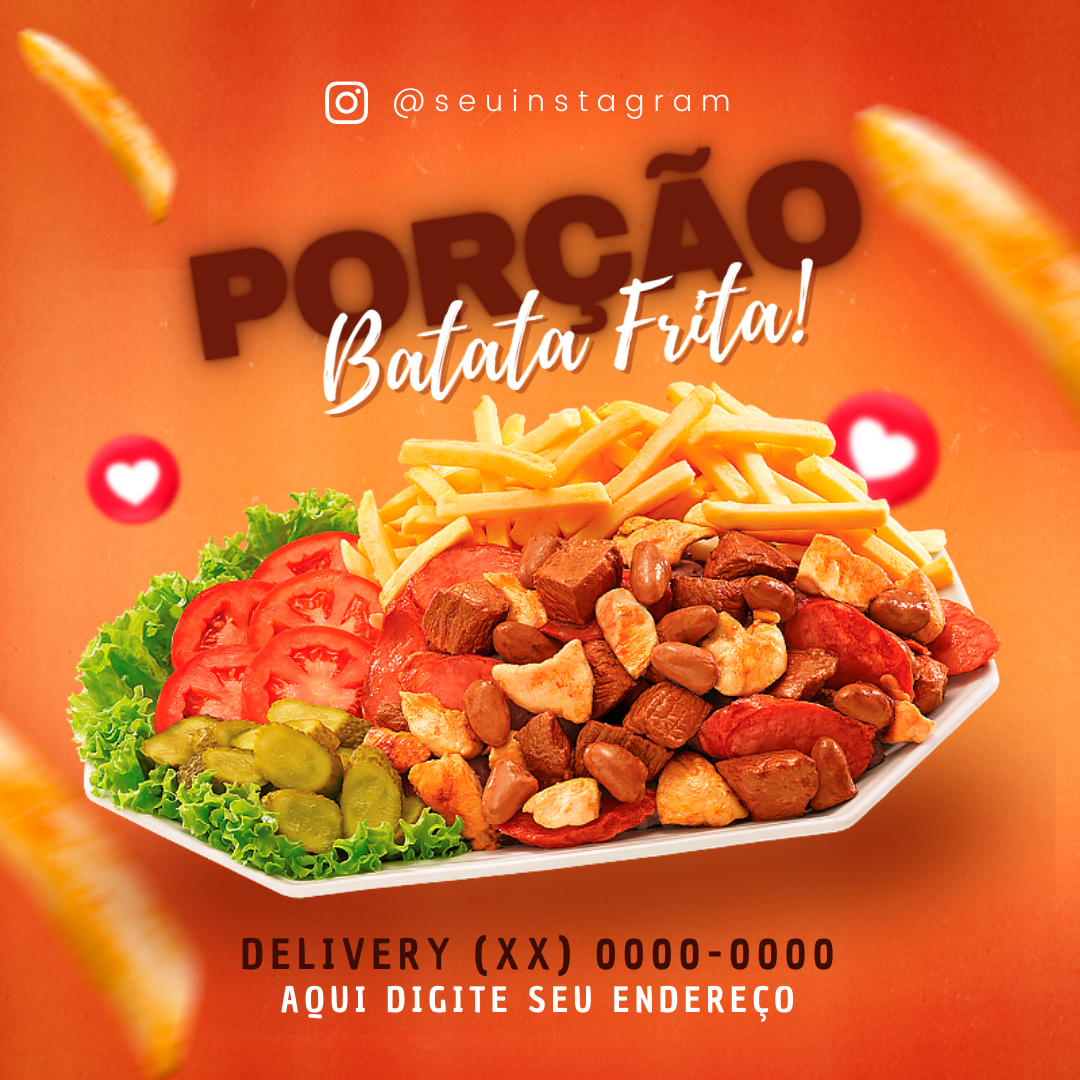 @seuinstagram
PORÇÃO
Batata Frita!
DELIVERY (XX) 0000-0000
AQUI DIGITE SEU ENDEREÇO